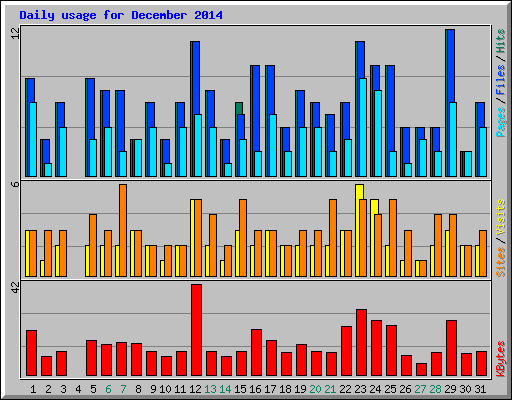 Daily usage for December 2014
12
Pages / Files / Hits
6
Sites / Visits
42
KBytes
1 2 3 4 5 6 7 8 9 10 11 12 13 14 15 16 17 18 19 20 21 22 23 24 25 26 27 28 29 30 31